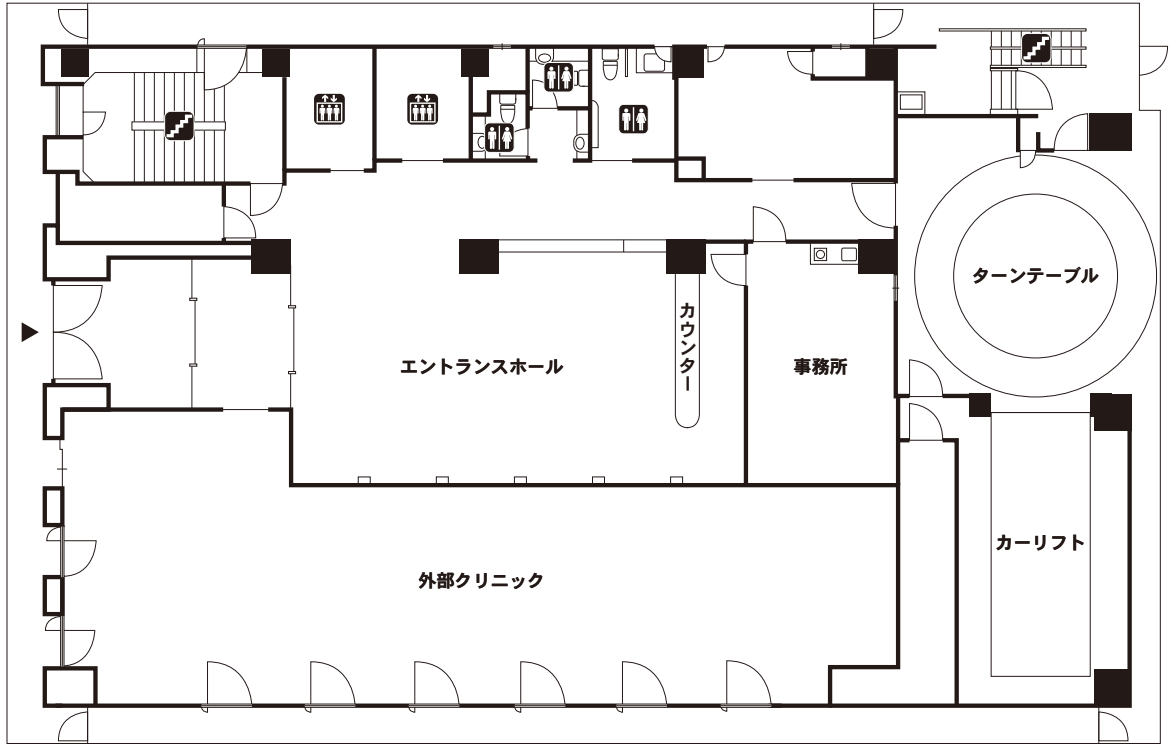 ターンテーブル
カウンター
エントランスホール
事務所
カーリフト
外部クリニック